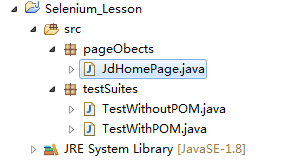 Selenium_Lesson
src
pageObects
JdHomePage.java
testSuites
TestWithoutPOM.java
TestWithPOM.java
JRE System Library [JavaSE-1.8]